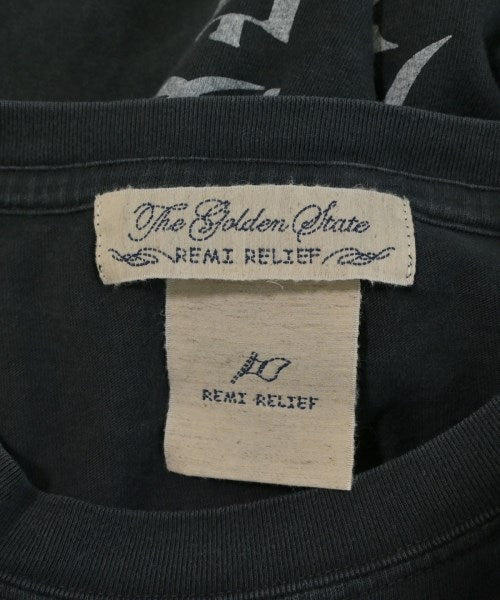 The Golden State
REMI RELIEF
REMI RELIEF